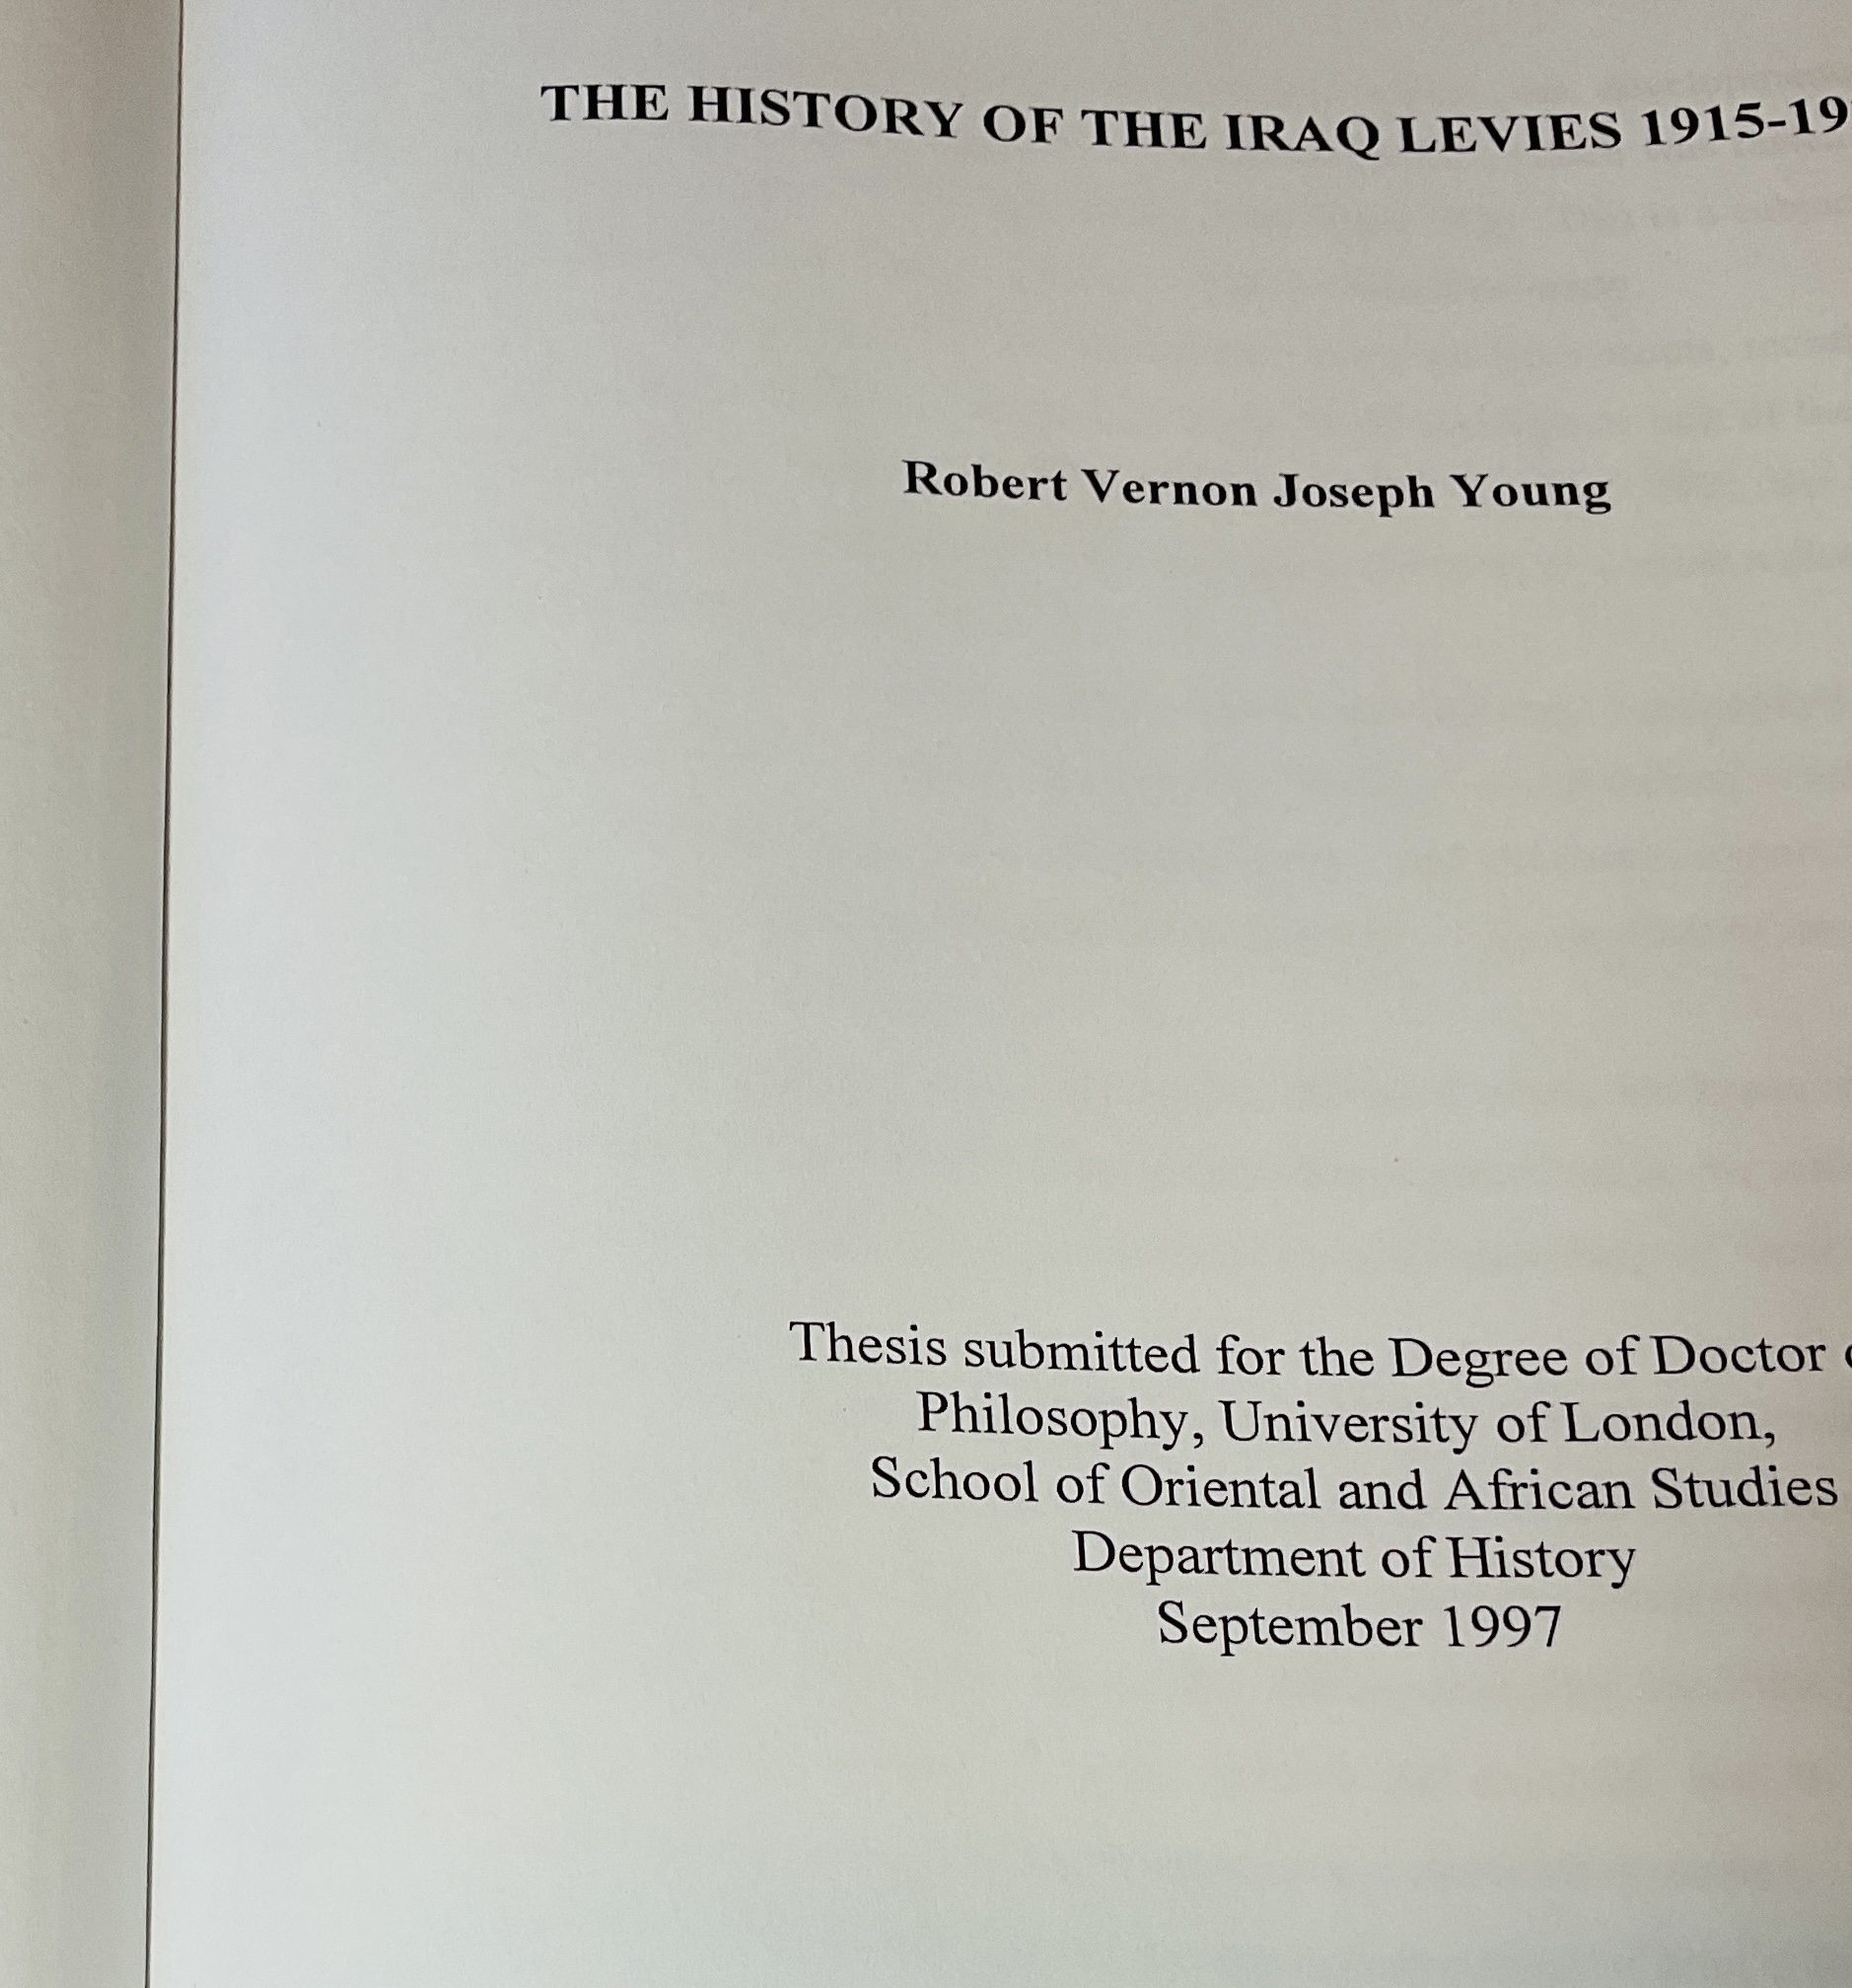 THE HISTORY OF THE IRAQ LEVIES 1915-19
Robert Vernon Joseph Young
Thesis submitted for the Degree of Doctor
Philosophy, University of London,
School of Oriental and African Studies
Department of History
September 1997